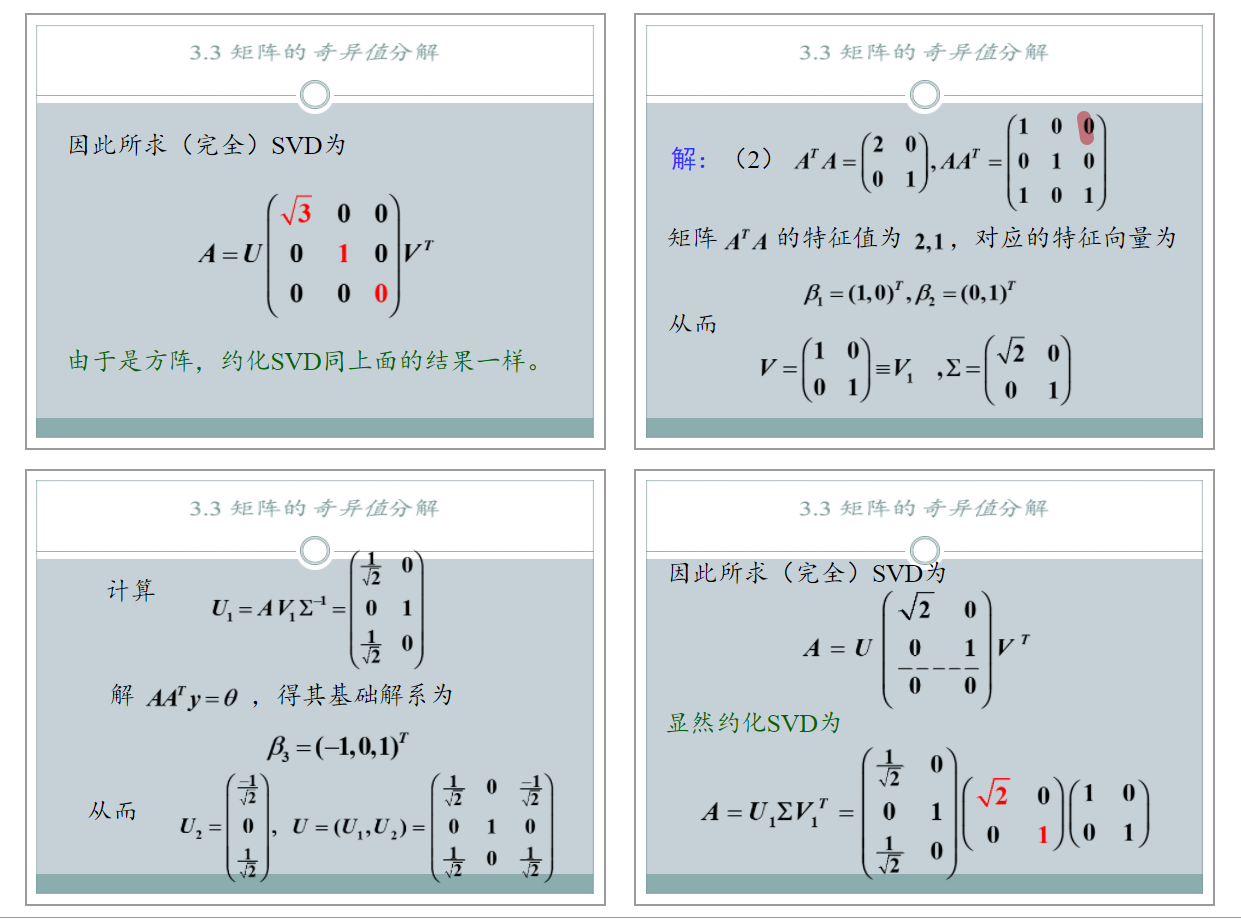 3.3 矩阵的 奇异值分解
因此所求（完全）SVD为
A = U \begin{pmatrix} \sqrt{3} & 0 & 0 \\ 0 & 1 & 0 \\ 0 & 0 & 0 \end{pmatrix} V^T
由于是方阵，约化SVD同上面的结果一样。
3.3 矩阵的 奇异值分解
解：（2） A^T A = \begin{pmatrix} 2 & 0 \\ 0 & 1 \end{pmatrix}, AA^T = \begin{pmatrix} 1 & 0 & 0 \\ 0 & 1 & 0 \\ 1 & 0 & 1 \end{pmatrix}
矩阵 A^T A 的特征值为 2,1 ，对应的特征向量为
β_1 = (1,0)^T, β_2 = (0,1)^T
从而
V = \begin{pmatrix} 1 & 0 \\ 0 & 1 \end{pmatrix} ≡ V_1 , Σ = \begin{pmatrix} \sqrt{2} & 0 \\ 0 & 1 \end{pmatrix}
3.3 矩阵的 奇异值分解
计算 U_1 = AV_1 Σ^{-1} = \begin{pmatrix} \frac{1}{\sqrt{2}} & 0 \\ 0 & 1 \\ \frac{1}{\sqrt{2}} & 0 \end{pmatrix}
解 AA^T y = θ ，得其基础解系为
β_3 = (-1,0,1)^T
从而 U_2 = \begin{pmatrix} \frac{-1}{\sqrt{2}} \\ 0 \\ \frac{1}{\sqrt{2}} \end{pmatrix}, U = (U_1,U_2) = \begin{pmatrix} \frac{1}{\sqrt{2}} & 0 & \frac{-1}{\sqrt{2}} \\ 0 & 1 & 0 \\ \frac{1}{\sqrt{2}} & 0 & \frac{1}{\sqrt{2}} \end{pmatrix}
3.3 矩阵的 奇异值分解
因此所求（完全）SVD为
A = U \begin{pmatrix} \sqrt{2} & 0 \\ 0 & 1 \\ \hdashline 0 & 0 \end{pmatrix} V^T
显然约化SVD为
A = U_1 Σ V_1^T = \begin{pmatrix} \frac{1}{\sqrt{2}} & 0 \\ 0 & 1 \\ \frac{1}{\sqrt{2}} & 0 \end{pmatrix} \begin{pmatrix} \sqrt{2} & 0 \\ 0 & 1 \end{pmatrix} \begin{pmatrix} 1 & 0 \\ 0 & 1 \end{pmatrix}